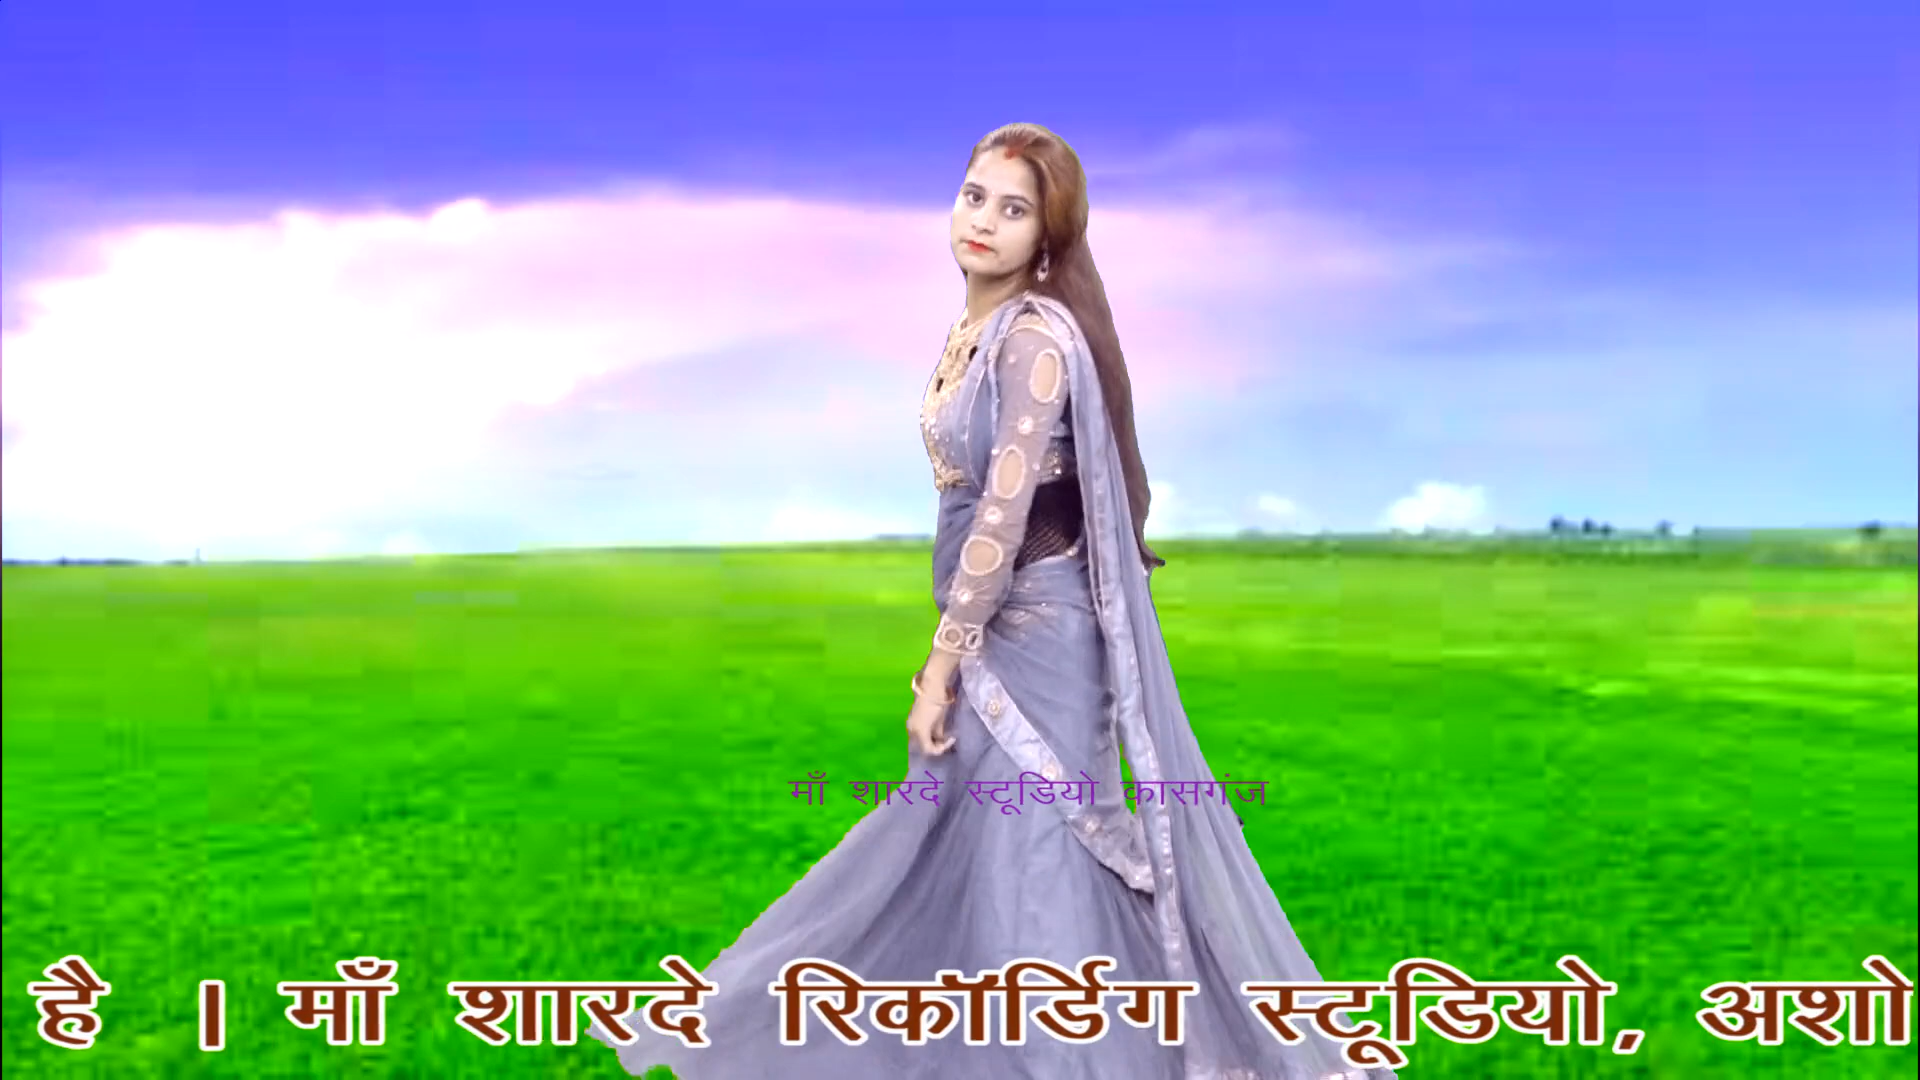 माँ शारदे स्टूडियो कासगंज
है । माँ शारदे रिकॉर्डिग स्टूडियो, अशो